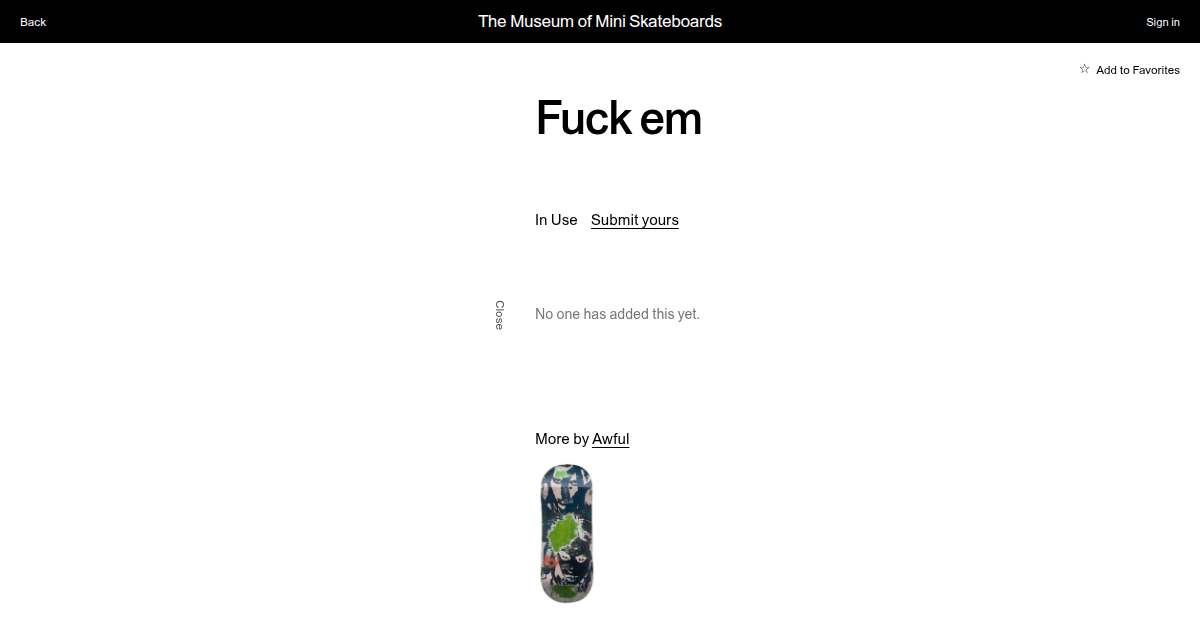 Back
The Museum of Mini Skateboards
Sign in
☆ Add to Favorites
Fuck em
In Use Submit yours
Close
No one has added this yet.
More by Awful